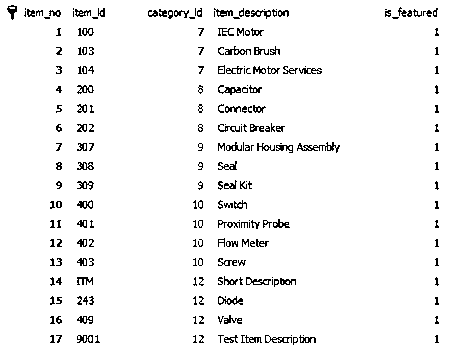 item_no item_id category_id item_description is_featured
1 100 7 IEC Motor 1
2 103 7 Carbon Brush 1
3 104 7 Electric Motor Services 1
4 200 8 Capacitor 1
5 201 8 Connector 1
6 202 8 Circuit Breaker 1
7 307 9 Modular Housing Assembly 1
8 308 9 Seal 1
9 309 9 Seal Kit 1
10 400 10 Switch 1
11 401 10 Proximity Probe 1
12 402 10 Flow Meter 1
13 403 10 Screw 1
14 ITM 12 Short Description 1
15 243 12 Diode 1
16 409 12 Valve 1
17 9001 12 Test Item Description 1